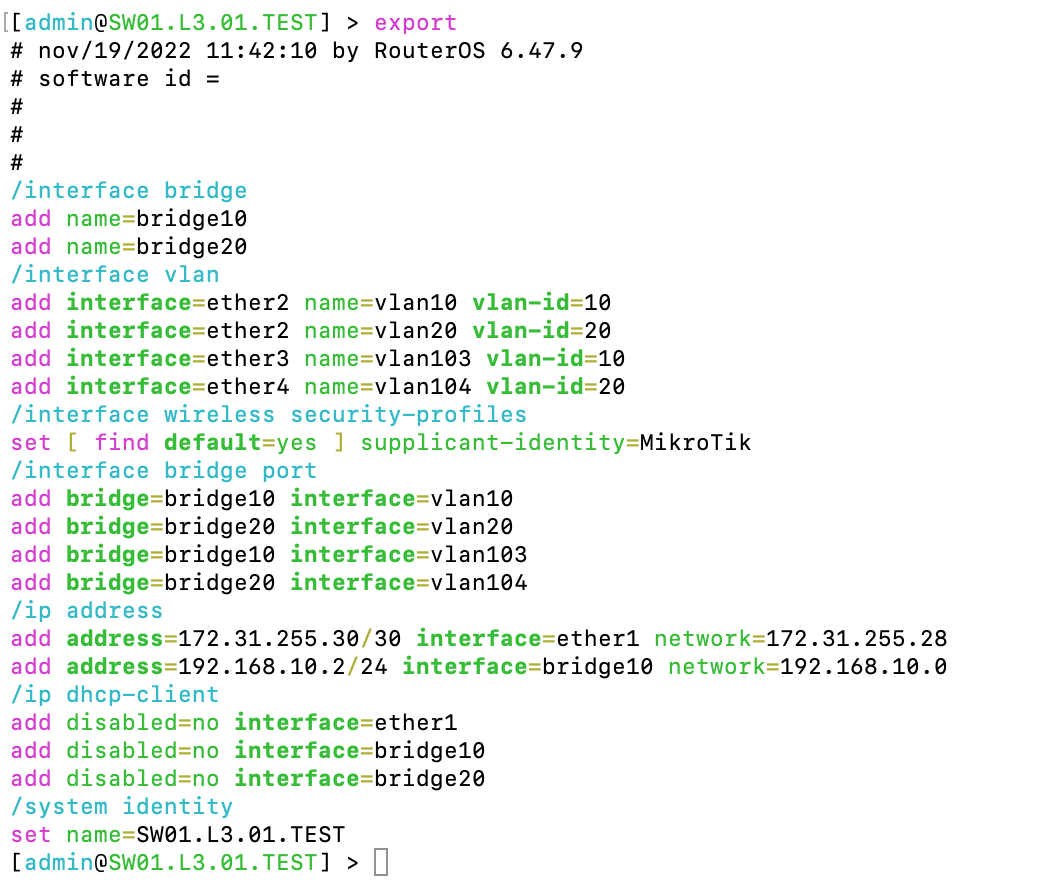 [[admin@SW01.L3.01.TEST] > export
# nov/19/2022 11:42:10 by RouterOS 6.47.9
# software id =
#
#
#
/interface bridge
add name=bridge10
add name=bridge20
/interface vlan
add interface=ether2 name=vlan10 vlan-id=10
add interface=ether2 name=vlan20 vlan-id=20
add interface=ether3 name=vlan103 vlan-id=10
add interface=ether4 name=vlan104 vlan-id=20
/interface wireless security-profiles
set [ find default=yes ] supplicant-identity=MikroTik
/interface bridge port
add bridge=bridge10 interface=vlan10
add bridge=bridge20 interface=vlan20
add bridge=bridge10 interface=vlan103
add bridge=bridge20 interface=vlan104
/ip address
add address=172.31.255.30/30 interface=ether1 network=172.31.255.28
add address=192.168.10.2/24 interface=bridge10 network=192.168.10.0
/ip dhcp-client
add disabled=no interface=ether1
add disabled=no interface=bridge10
add disabled=no interface=bridge20
/system identity
set name=SW01.L3.01.TEST
[admin@SW01.L3.01.TEST] >